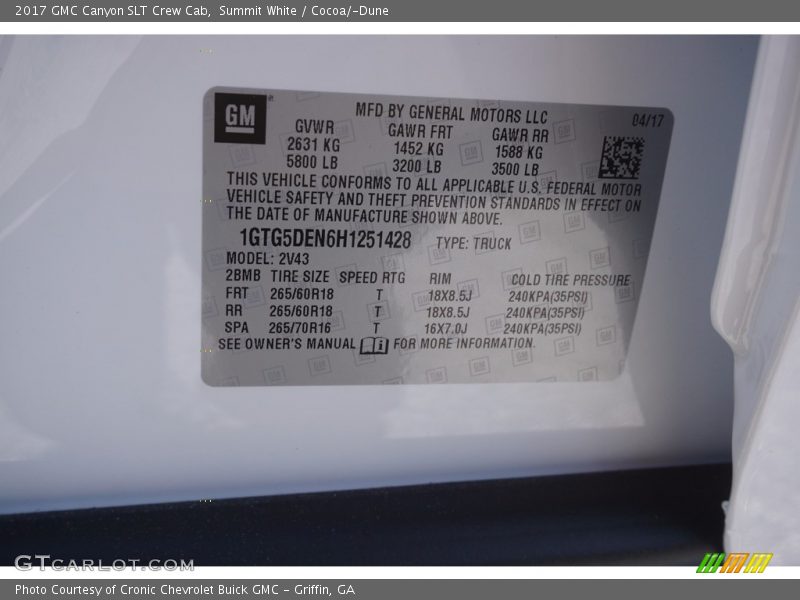 2017 GMC Canyon SLT Crew Cab,  Summit White / Cocoa/-Dune
GM
MFD BY GENERAL MOTORS LLC
04/17
GVWR GAWR FRT GAWR RR
2631 KG 1452 KG 1588 KG
5800 LB 3200 LB 3500 LB
THIS VEHICLE CONFORMS TO ALL APPLICABLE U.S. FEDERAL MOTOR
VEHICLE SAFETY AND THEFT PREVENTION STANDARDS IN EFFECT ON
THE DATE OF MANUFACTURE SHOWN ABOVE.
1GTG5DEN6H1251428 TYPE: TRUCK
MODEL: 2V43
2BMB TIRE SIZE SPEED RTG RIM COLD TIRE PRESSURE
FRT 265/60R18 T 18X8.5J 240KPA(35PSI)
RR 265/60R18 T 18X8.5J 240KPA(35PSI)
SPA 265/70R16 T 16X7.0J 240KPA(35PSI)
SEE OWNER'S MANUAL i FOR MORE INFORMATION.
GTCARLOT.COM
Photo Courtesy of Cronic Chevrolet Buick GMC - Griffin, GA